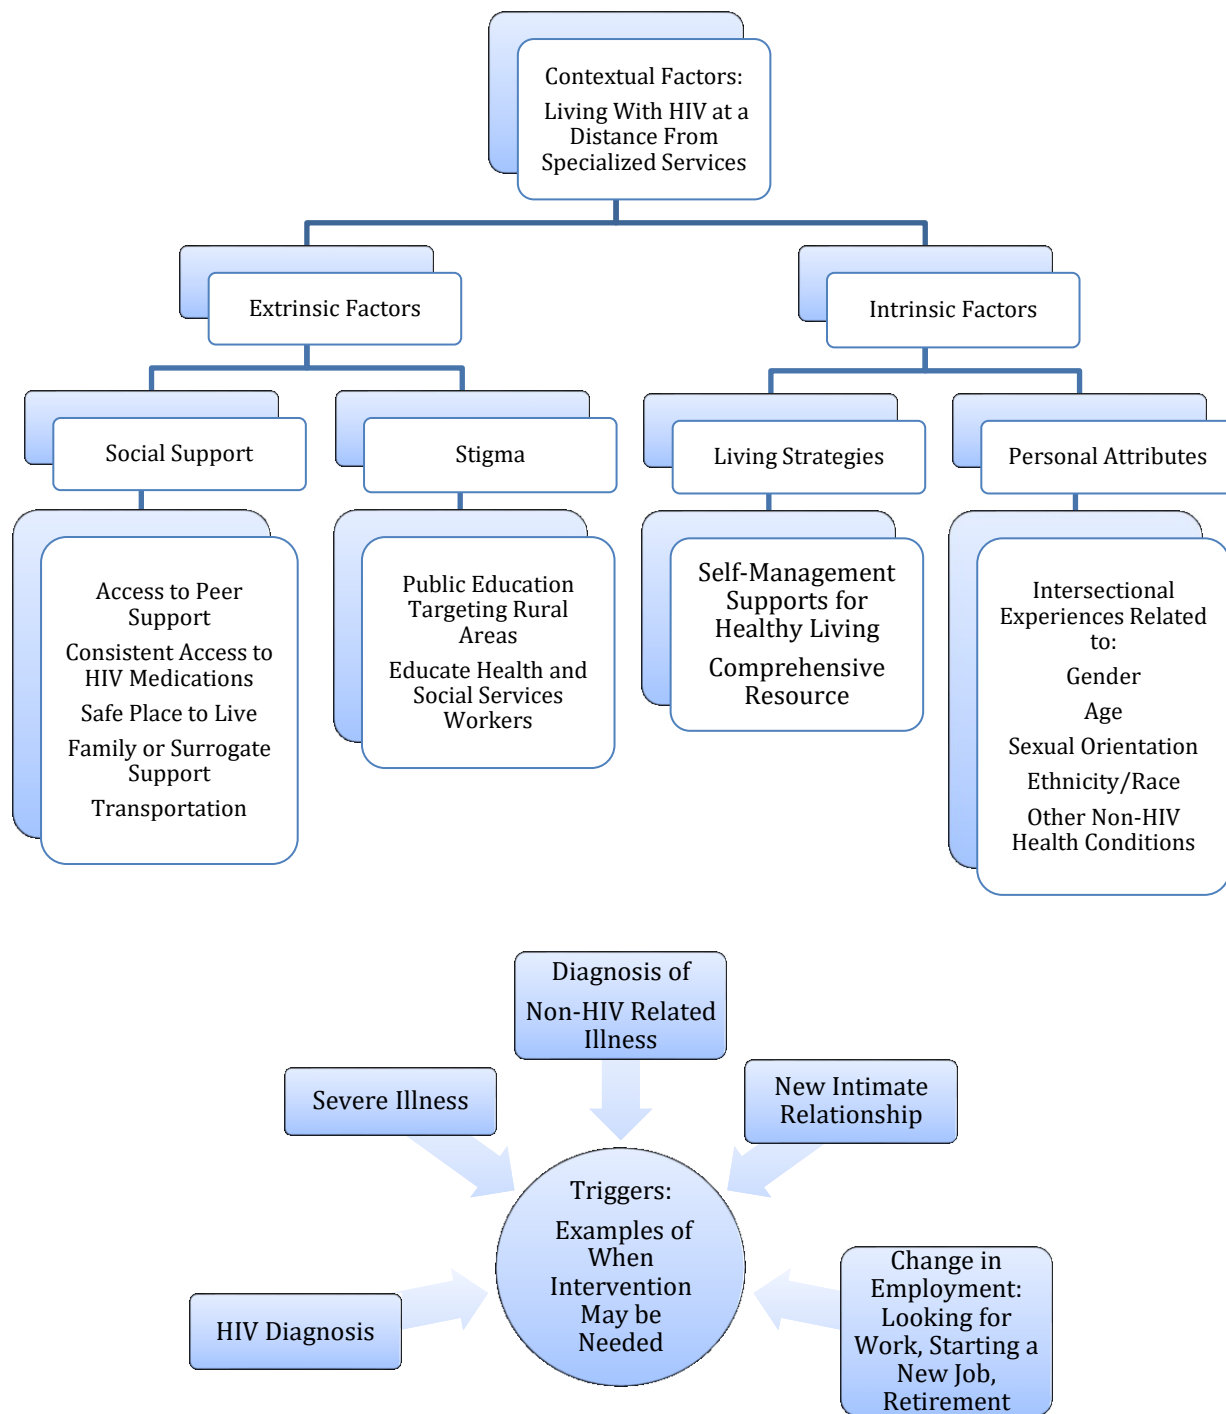 Contextual Factors:
Living With HIV at a
Distance From
Specialized Services
Extrinsic Factors
Intrinsic Factors
Social Support
Stigma
Living Strategies
Personal Attributes
Access to Peer
Support
Consistent Access to
HIV Medications
Safe Place to Live
Family or Surrogate
Support
Transportation
Public Education
Targeting Rural
Areas
Educate Health and
Social Services
Workers
Self-Management
Supports for
Healthy Living
Comprehensive
Resource
Intersectional
Experiences Related
to:
Gender
Age
Sexual Orientation
Ethnicity/Race
Other Non-HIV
Health Conditions
Diagnosis of
Non-HIV Related
Illness
Severe Illness
New Intimate
Relationship
Triggers:
Examples of
When
Intervention
May be
Needed
HIV Diagnosis
Change in
Employment:
Looking for
Work, Starting a
New Job,
Retirement